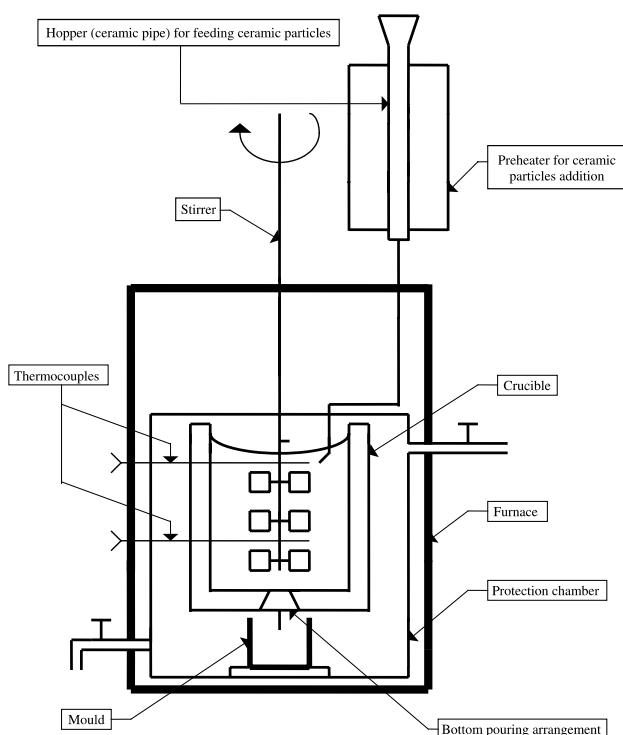 Hopper (ceramic pipe) for feeding ceramic particles
Preheater for ceramic
particles addition
Stirrer
Thermocouples
Crucible
Furnace
Protection chamber
Mould
Bottom pouring arrangement